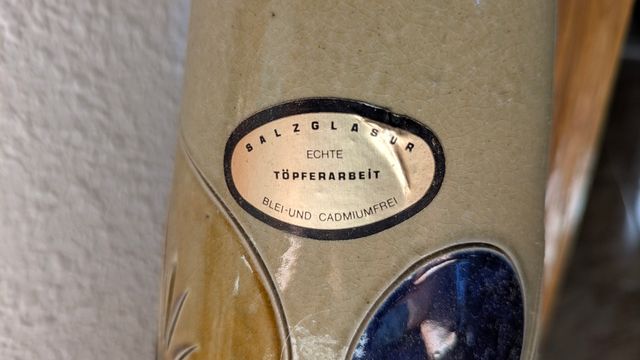 SALZGLASUR
ECHTE
TÖPFERARBEiT
BLEI-UND CADMIUMFREI